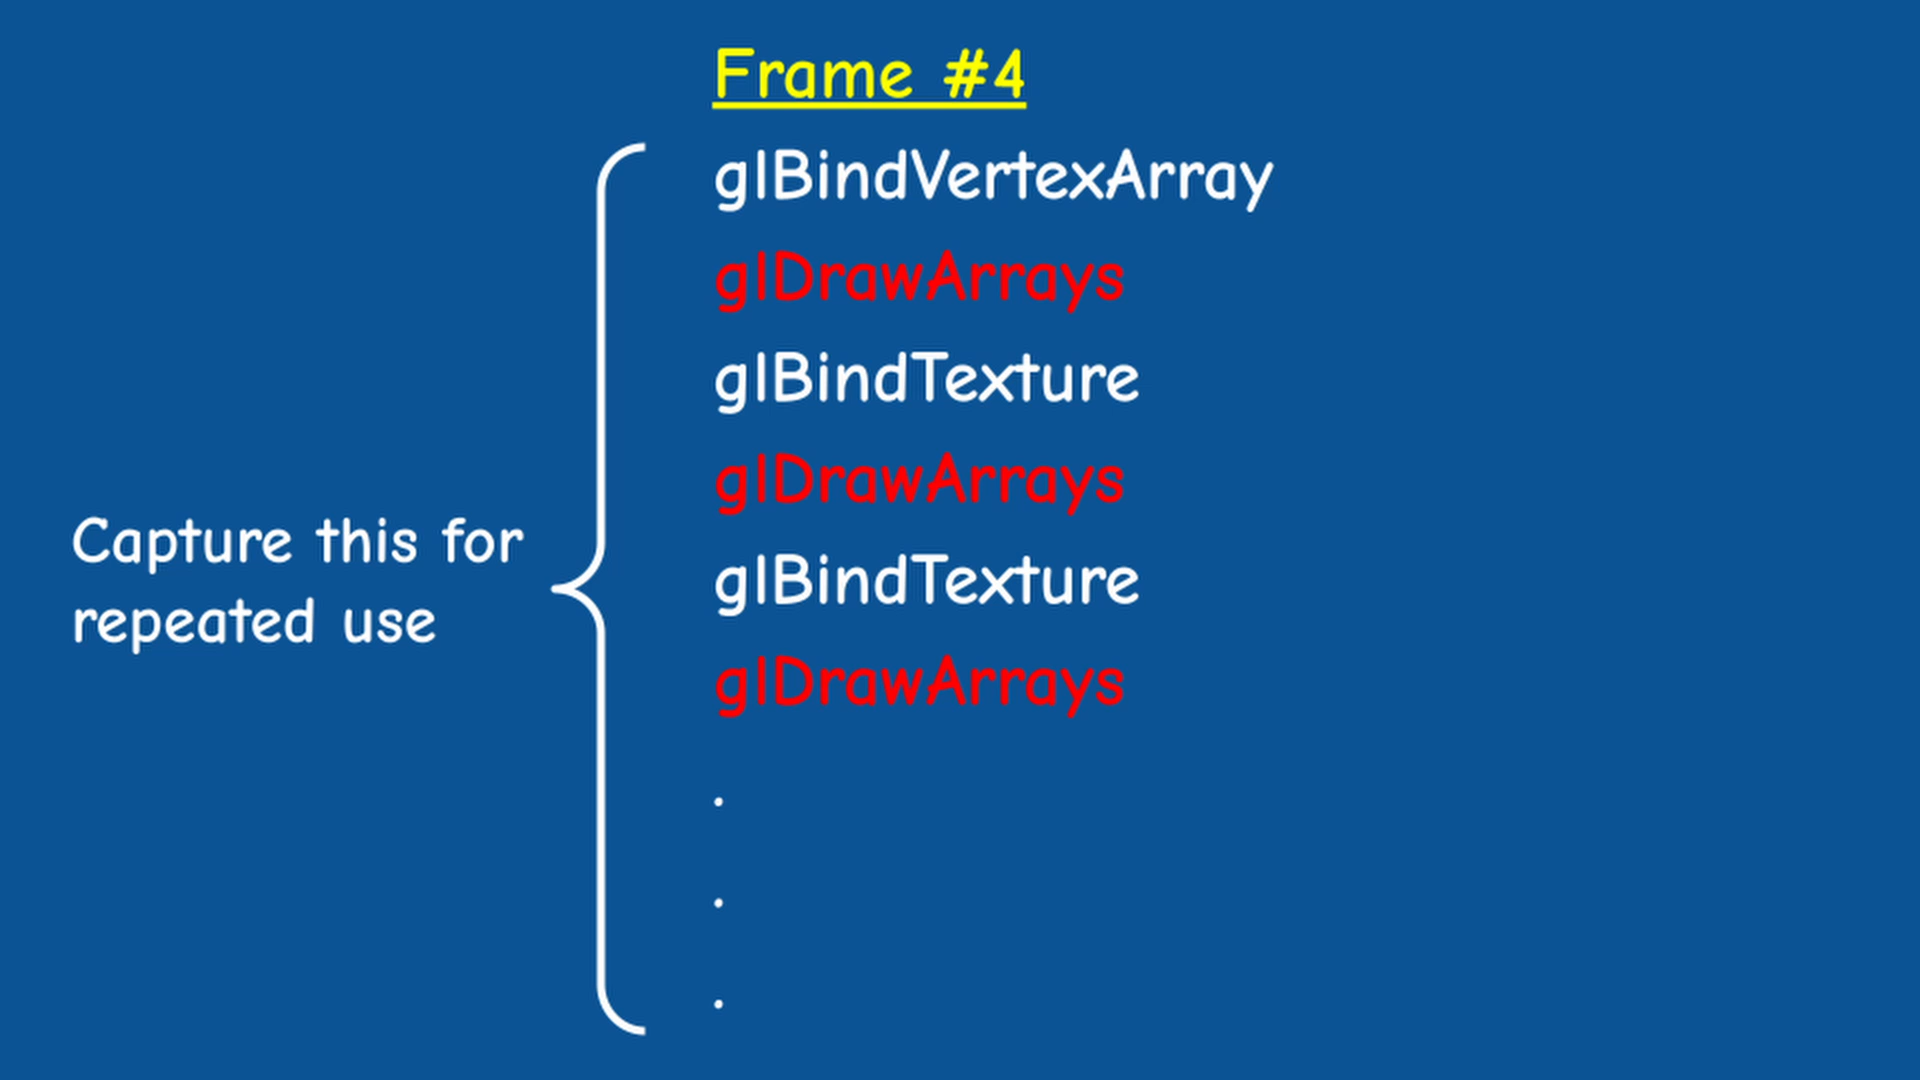 Frame #4
glBindVertexArray
glDrawArrays
glBindTexture
glDrawArrays
Capture this for
repeated use
glBindTexture
glDrawArrays
.
.
.